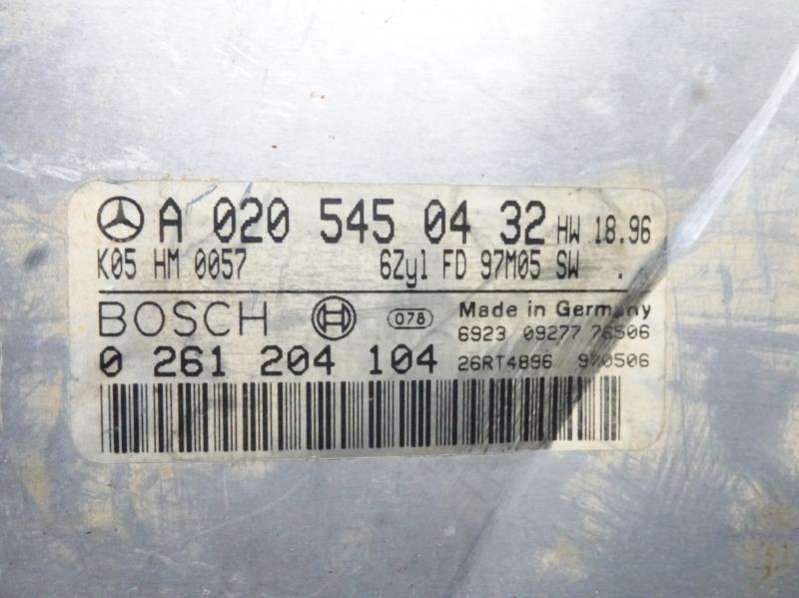 A 020 545 04 32 HW 18.96
K05 HM 0057 6Zyl FD 97M05 SW .
BOSCH 078 Made in Germany
6923 09277 76506
0 261 204 104 26RT4896 970506